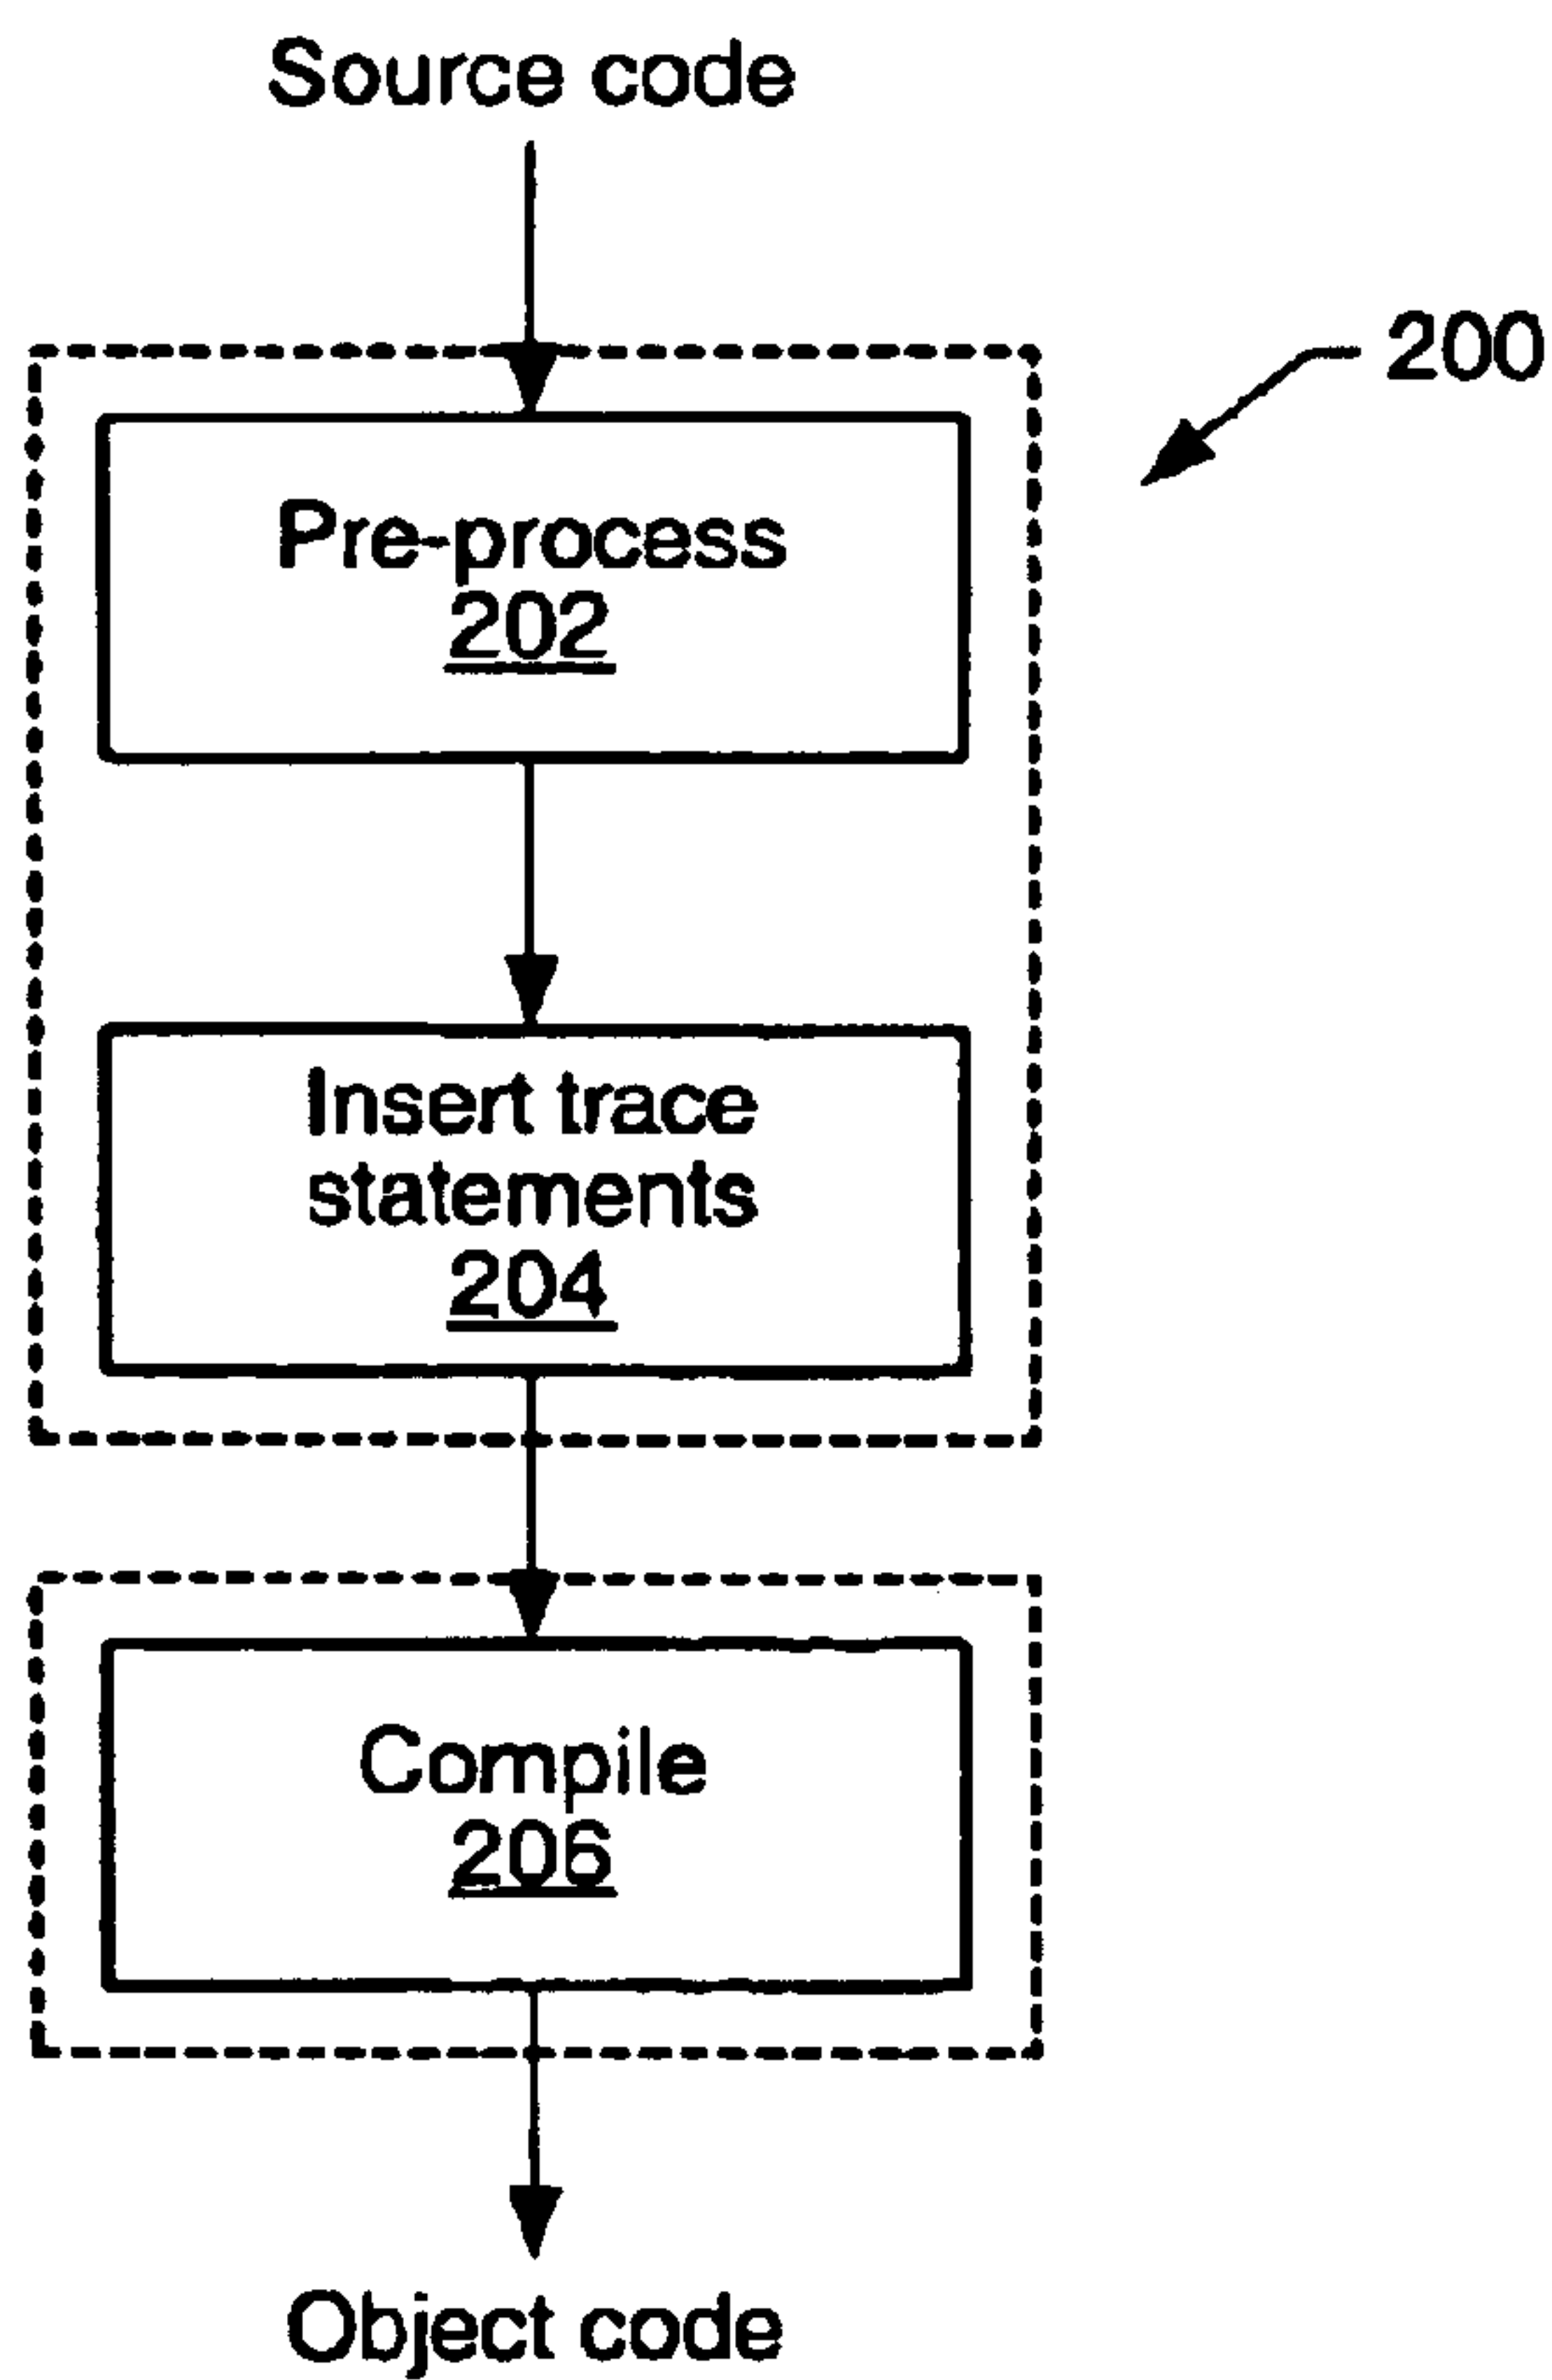 Source code
200
Pre-process
202
Insert trace
statements
204
Compile
206
Object code